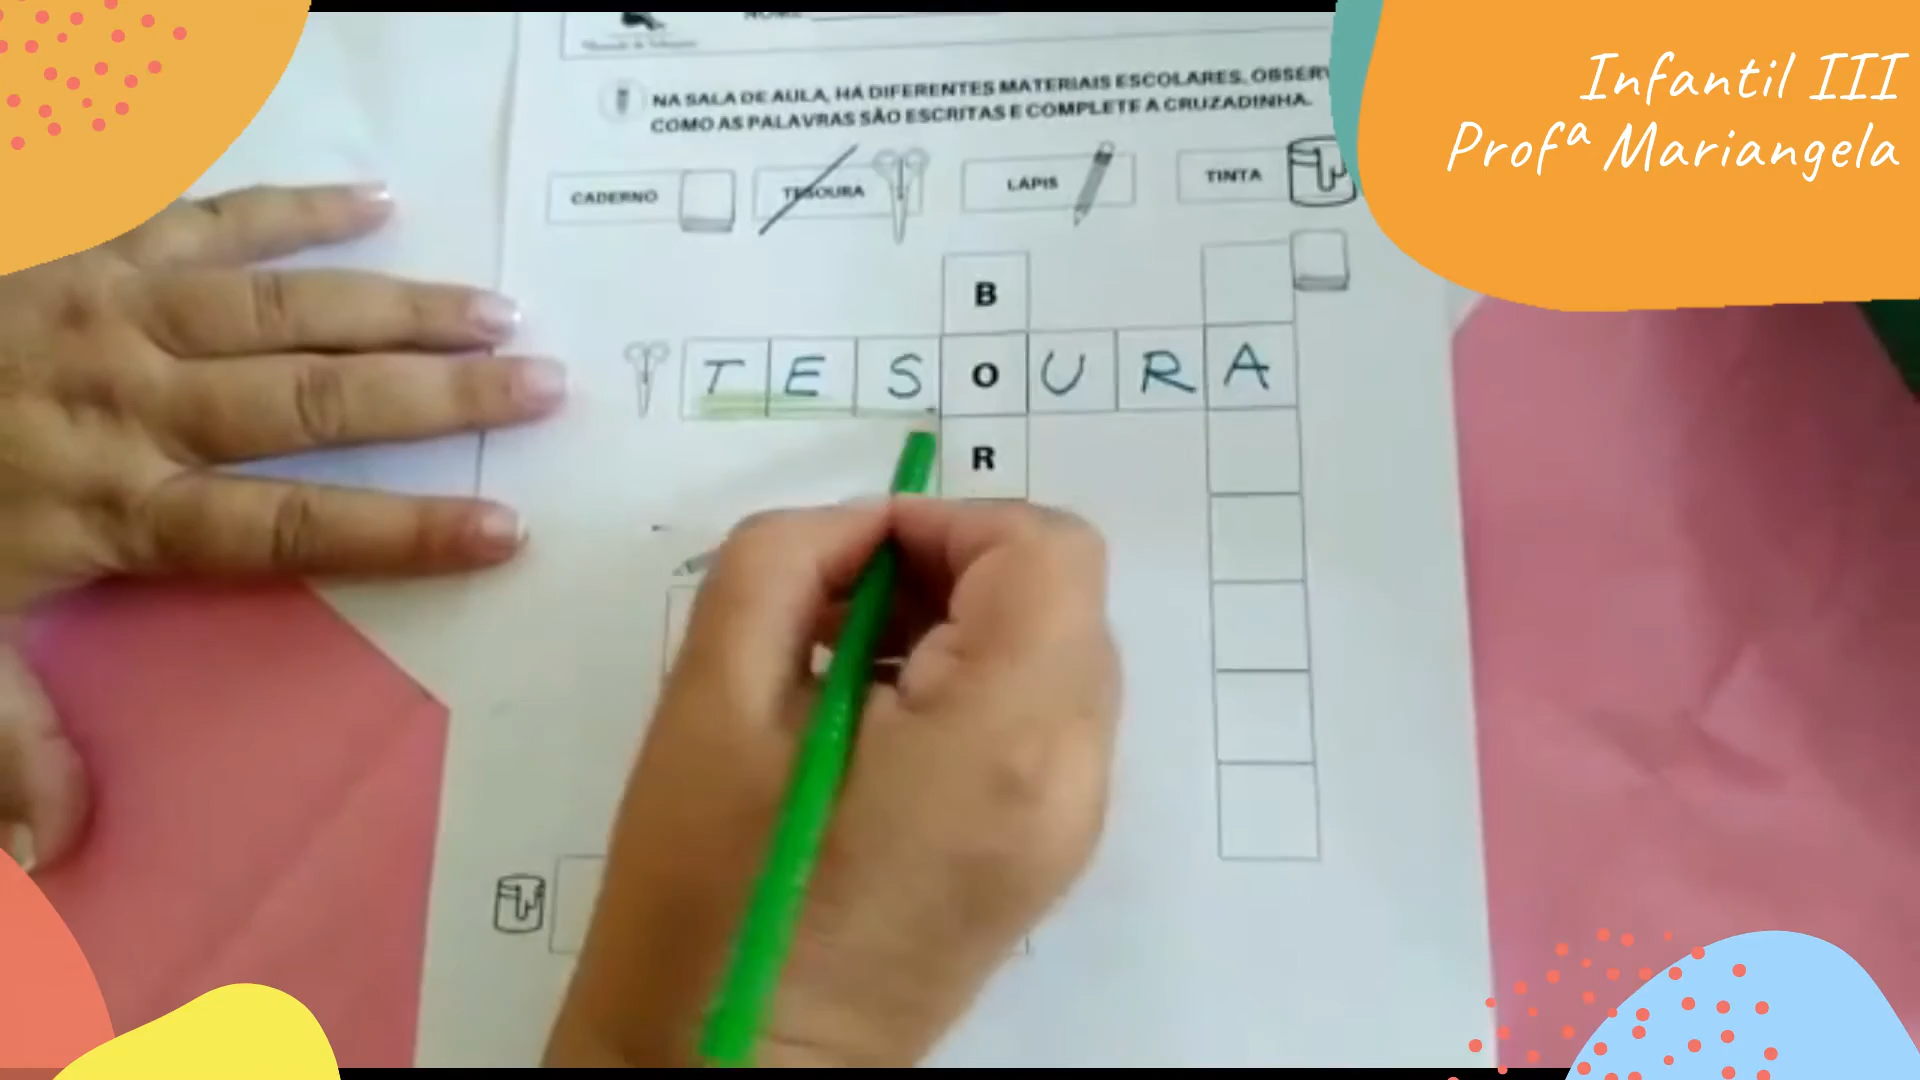 Infantil III
Profª Mariangela
NOME
NA SALA DE AULA, HÁ DIFERENTES MATERIAIS ESCOLARES. OBSERV
COMO AS PALAVRAS SÃO ESCRITAS E COMPLETE A CRUZADINHA.
CADERNO TESOURA LÁPIS TINTA
B
T E S O U R A
R